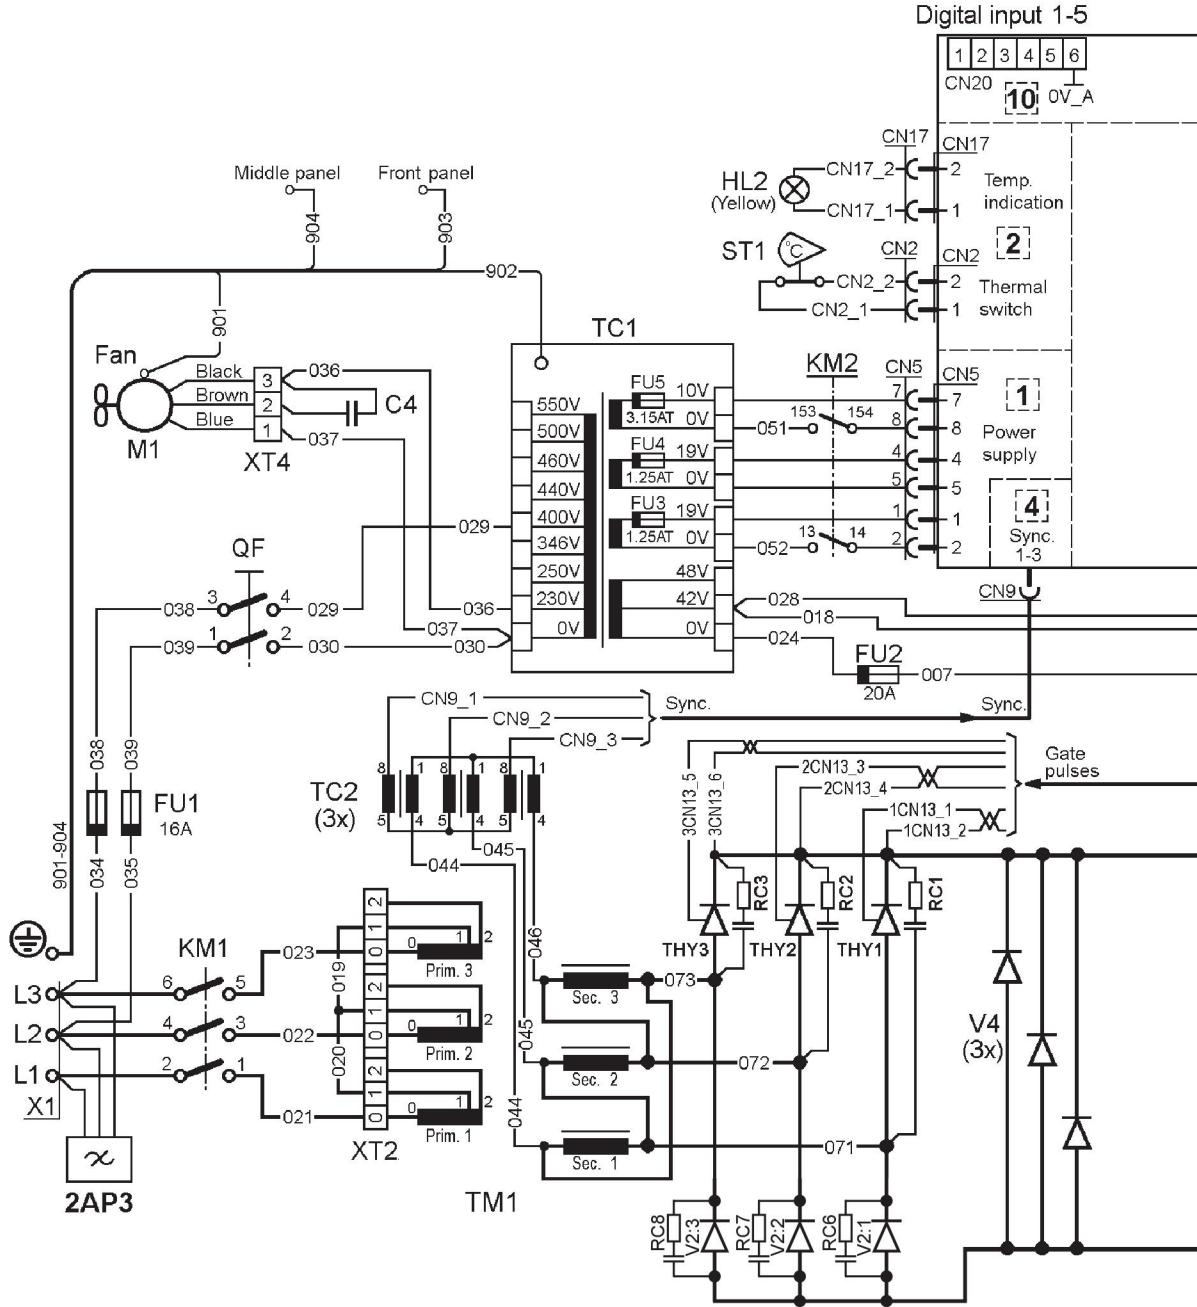 Digital input 1-5
1 2 3 4 5 6
CN20
10
0V_A
CN17
CN17
Middle panel
Front panel
HL2
(Yellow)
CN17_2
2
Temp.
indication
CN17_1
1
904
903
2
ST1
°C
CN2
CN2
902
CN2_2
2
Thermal
switch
CN2_1
1
901
TC1
Fan
KM2
CN5
CN5
Black
3
036
FU5
10V
7
7
1
Brown
2
C4
550V
3.15AT
0V
051
153
154
8
8
Power
supply
Blue
1
037
500V
M1
XT4
FU4
19V
4
4
460V
1.25AT
0V
5
5
440V
4
FU3
19V
1
1
400V
029
1.25AT
0V
052
13
14
2
2
Sync.
1-3
QF
346V
250V
48V
CN9
038
3
4
029
036
230V
42V
028
018
037
0V
0V
024
039
1
2
030
030
FU2
007
20A
CN9_1
Sync.
Sync.
CN9_2
CN9_3
038
039
TC2
(3x)
8
1
8
1
8
1
5
4
5
4
5
4
3CN13_5
3CN13_6
2CN13_3
2CN13_4
1CN13_1
1CN13_2
Gate
pulses
FU1
16A
901-904
034
035
044
045
046
RC3
RC2
RC1
THY3
THY2
THY1
KM1
023
2
1
0
0
1
2
Prim. 3
019
L3
6
5
073
Sec. 3
2
1
0
0
1
2
Prim. 2
L2
4
3
022
045
072
V4
(3x)
020
Sec. 2
L1
2
1
2
1
0
0
1
2
Prim. 1
044
X1
021
071
Sec. 1
XT2
2AP3
TM1
RC8
V2:3
RC7
V2:2
RC6
V2:1